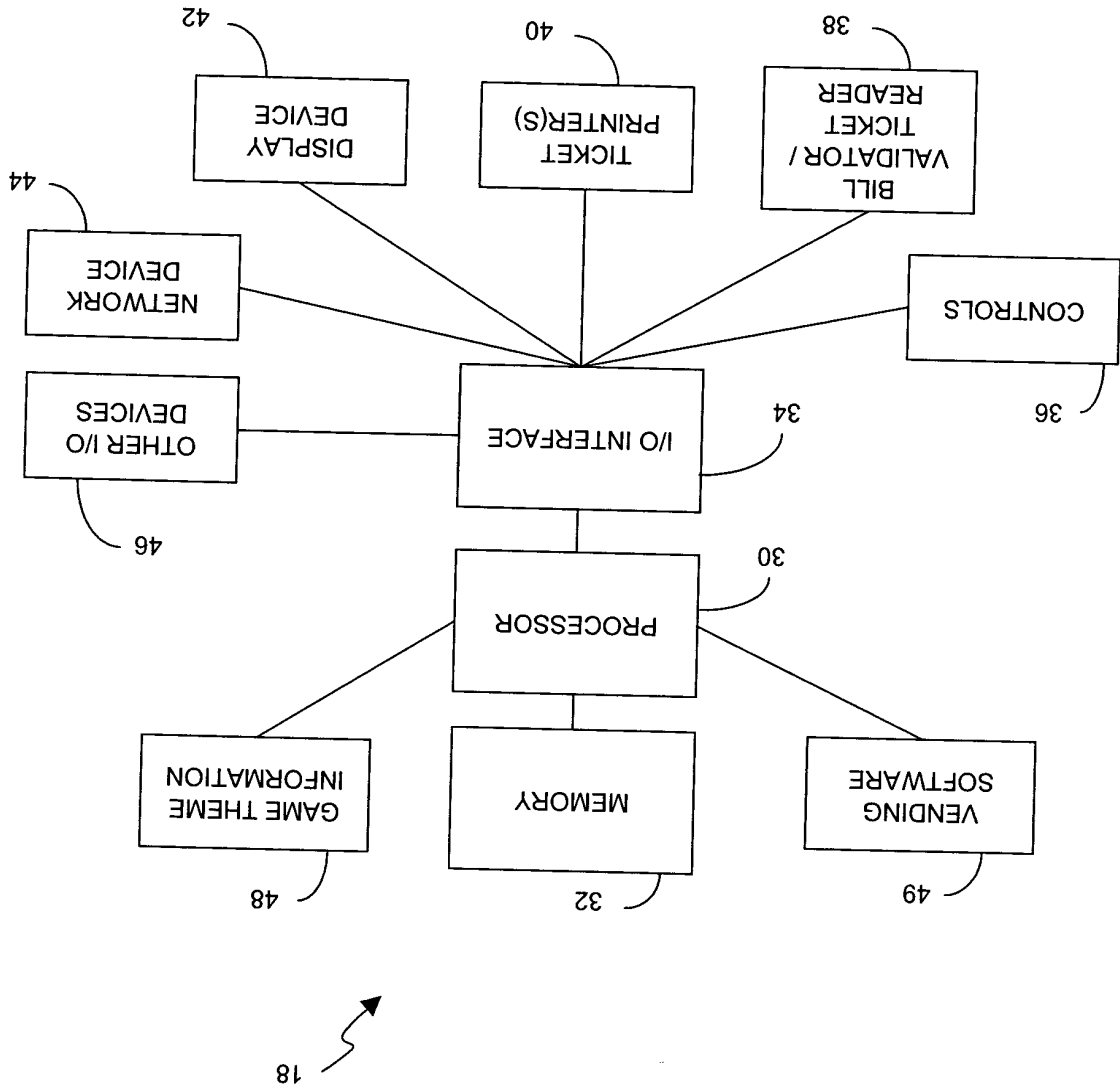 18
49
32
48
VENDING
SOFTWARE
MEMORY
GAME THEME
INFORMATION
30
PROCESSOR
46
34
I/O INTERFACE
OTHER I/O
DEVICES
36
CONTROLS
NETWORK
DEVICE
44
BILL
VALIDATOR /
TICKET
READER
TICKET
PRINTER(S)
DISPLAY
DEVICE
38
40
42